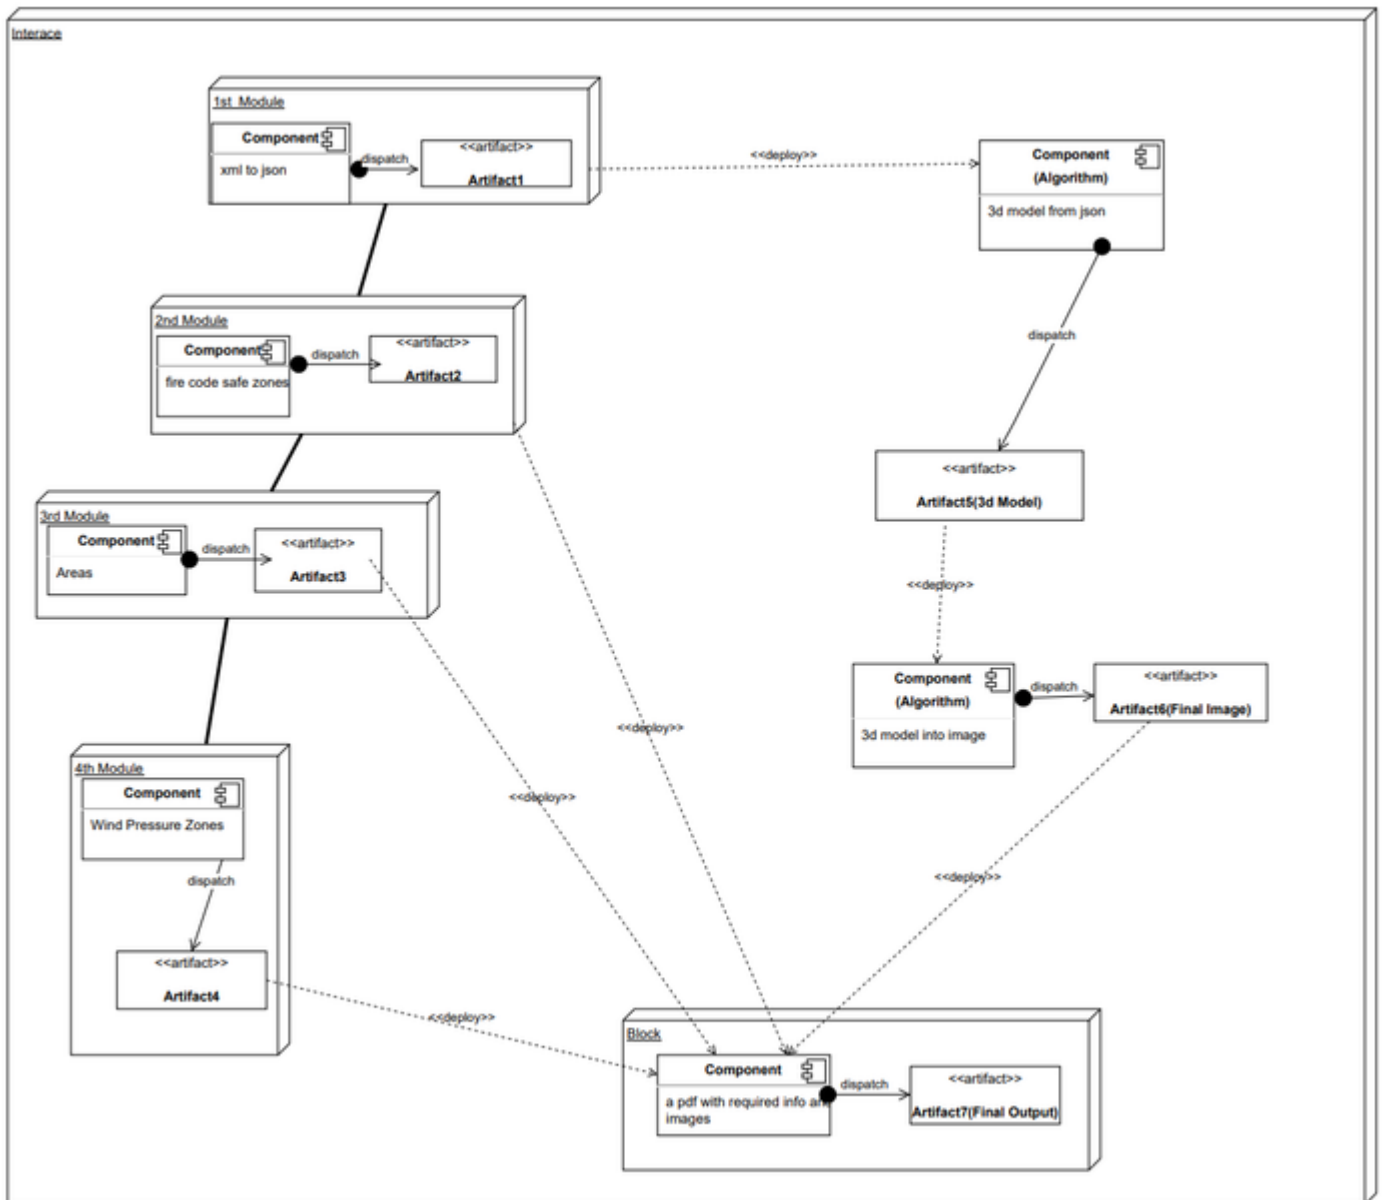 Interace
1st Module
Component
xml to json
dispatch
<<artifact>>
Artifact1
<<deploy>>
Component
(Algorithm)
3d model from json
dispatch
2nd Module
Component
fire code safe zones
dispatch
<<artifact>>
Artifact2
<<artifact>>
Artifact5(3d Model)
3rd Module
Component
Areas
dispatch
<<artifact>>
Artifact3
<<deploy>>
Component
(Algorithm)
3d model into image
dispatch
<<artifact>>
Artifact6(Final Image)
<<deploy>>
<<deploy>>
<<deploy>>
4th Module
Component
Wind Pressure Zones
dispatch
<<artifact>>
Artifact4
<<deploy>>
Block
Component
a pdf with required info an
images
dispatch
<<artifact>>
Artifact7(Final Output)